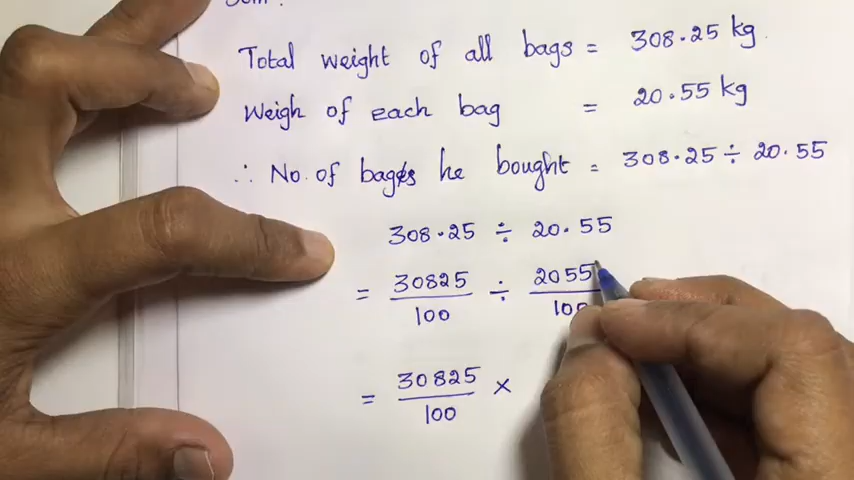 Total weight of all bags = 308.25 kg
Weigh of each bag = 20.55 kg
∴ No. of bags he bought = 308.25 ÷ 20.55
308.25 ÷ 20.55
= 30825/100 ÷ 2055/100
= 30825/100 ×